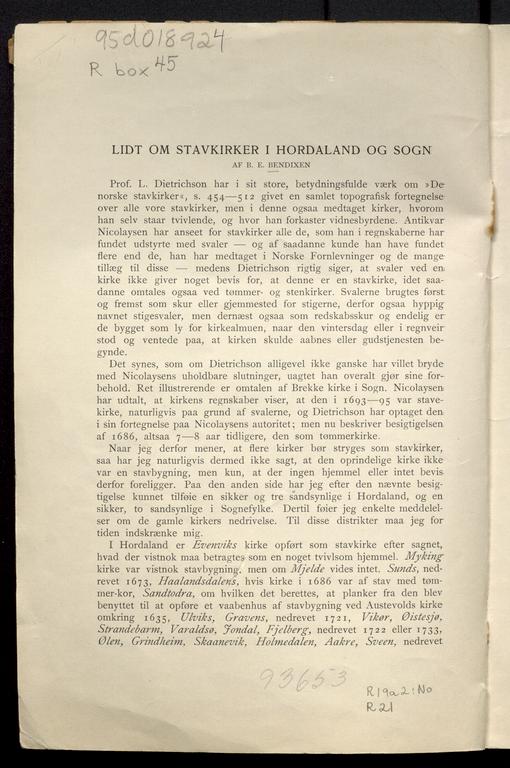 95d018924
R box 45
LIDT OM STAVKIRKER I HORDALAND OG SOGN
AF B. E. BENDIXEN
Prof. L. Dietrichson har i sit store, betydningsfulde værk om »De
norske stavkirker«, s. 454—512 givet en samlet topografisk fortegnelse
over alle vore stavkirker, men i denne ogsaa medtaget kirker, hvorom
han selv staar tvivlende, og hvor han forkaster vidnesbyrdene. Antikvar
Nicolaysen har anseet for stavkirker alle de, som han i regnskaberne har
fundet udstyrte med svaler — og af saadanne kunde han have fundet
flere end de, han har medtaget i Norske Fornlevninger og de mange
tillæg til disse — medens Dietrichson rigtig siger, at svaler ved en
kirke ikke giver noget bevis for, at denne er en stavkirke, idet saa-
danne omtales ogsaa ved tømmer- og stenkirker. Svalerne brugtes først
og fremst som skur eller gjemmested for stigerne, derfor ogsaa hyppig
navnet stigesvaler, men dernæst ogsaa som redskabsskur og endelig er
de bygget som ly for kirkealmuen, naar den vintersdag eller i regnveir
stod og ventede paa, at kirken skulde aabnes eller gudstjenesten be-
gynde.
Det synes, som om Dietrichson alligevel ikke ganske har villet bryde
med Nicolaysens uholdbare slutninger, uagtet han overalt gjør sine for-
behold. Ret illustrerende er omtalen af Brekke kirke i Sogn. Nicolaysen
har udtalt, at kirkens regnskaber viser, at den i 1693—95 var stave-
kirke, naturligvis paa grund af svalerne, og Dietrichson har optaget den
i sin fortegnelse paa Nicolaysens autoritet; men nu beskriver besigtigelsen
af 1686, altsaa 7—8 aar tidligere, den som tømmerkirke.
Naar jeg derfor mener, at flere kirker bør stryges som stavkirker,
saa har jeg naturligvis dermed ikke sagt, at den oprindelige kirke ikke
var en stavbygning, men kun, at der ingen hjemmel eller intet bevis
derfor foreligger. Paa den anden side har jeg efter den nævnte besig-
tigelse kunnet tilføie en sikker og tre sandsynlige i Hordaland, og en
sikker, to sandsynlige i Sognefylke. Dertil føier jeg enkelte meddelel-
ser om de gamle kirkers nedrivelse. Til disse distrikter maa jeg for
tiden indskrænke mig.
I Hordaland er Evenviks kirke opført som stavkirke efter sagnet,
hvad der vistnok maa betragtes som en noget tvivlsom hjemmel. Myking
kirke var vistnok stavbygning, men om Mjelde vides intet. Sunds, ned-
revet 1673, Haalandsdalens, hvis kirke i 1686 var af stav med tøm-
mer-kor, Sandtodra, om hvilken det berettes, at planker fra den blev
benyttet til at opføre et vaabenhus af stavbygning ved Austevolds kirke
omkring 1635, Ulviks, Gravens, nedrevet 1721, Vikør, Øistesjø,
Strandebarm, Varaldsø, Jondal, Fjelberg, nedrevet 1722 eller 1733,
Ølen, Grindheim, Skaanevik, Holmedalen, Aakre, Sveen, nedrevet
93653
R19a2:No
R21